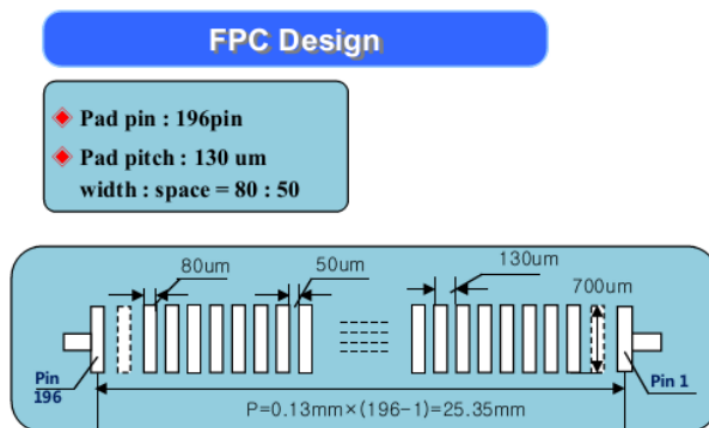 FPC Design
Pad pin : 196pin
Pad pitch : 130 um
width : space = 80 : 50
80um
50um
130um
700um
Pin
196
Pin 1
P=0.13mm×(196-1)=25.35mm